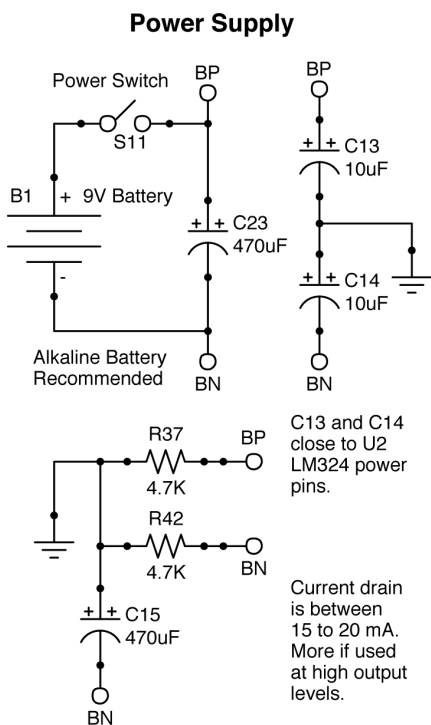 Power Supply
Power Switch
S11
BP
B1
+
9V Battery
-
+ +
C23
470uF
BN
Alkaline Battery
Recommended
BP
+ +
C13
10uF
+ +
C14
10uF
BN
R37
4.7K
BP
R42
4.7K
BN
+ +
C15
470uF
BN
C13 and C14
close to U2
LM324 power
pins.
Current drain
is between
15 to 20 mA.
More if used
at high output
levels.